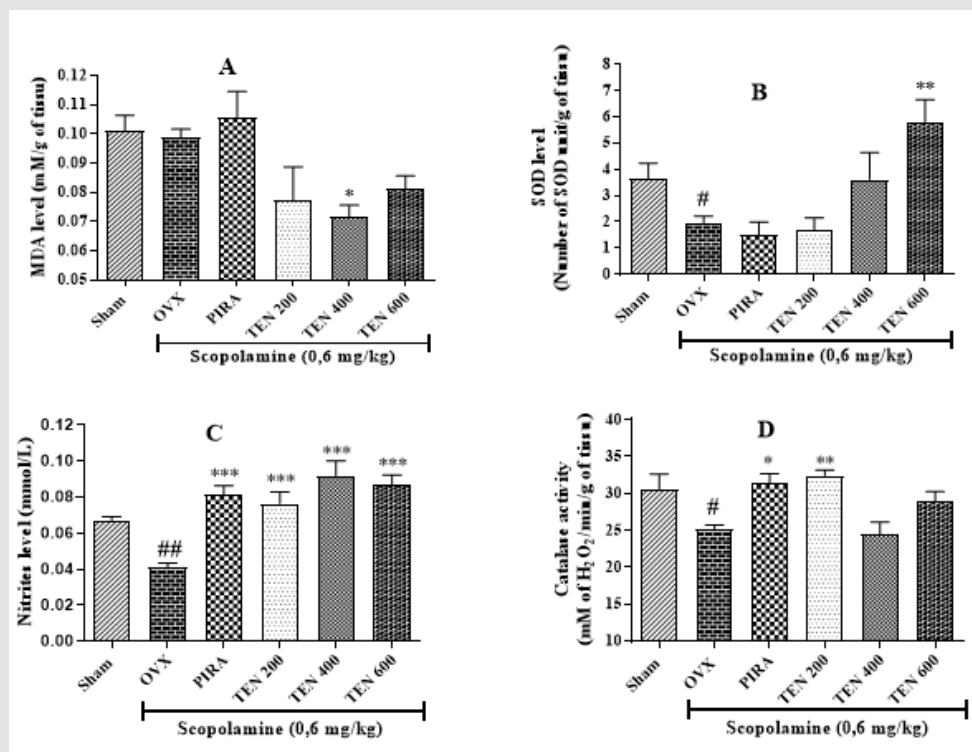 A
MDA level (mM/g of tissu)
0.12
0.11
0.10
0.09
0.08
0.07
0.06
0.05
*
Sham
OVX
PIRA
TEN 200
TEN 400
TEN 600
Scopolamine (0,6 mg/kg)
B
SOD level
(Number of SOD unit/g of tissu)
8
7
6
5
4
3
2
1
0
#
**
Sham
OVX
PIRA
TEN 200
TEN 400
TEN 600
Scopolamine (0,6 mg/kg)
C
Nitrites level (mmol/L)
0.12
0.10
0.08
0.06
0.04
0.02
0.00
##
***
***
***
***
Sham
OVX
PIRA
TEN 200
TEN 400
TEN 600
Scopolamine (0,6 mg/kg)
D
Catalase activity
(mM of H2O2/min/g of tissu)
40
35
30
25
20
15
10
#
*
**
Sham
OVX
PIRA
TEN 200
TEN 400
TEN 600
Scopolamine (0,6 mg/kg)